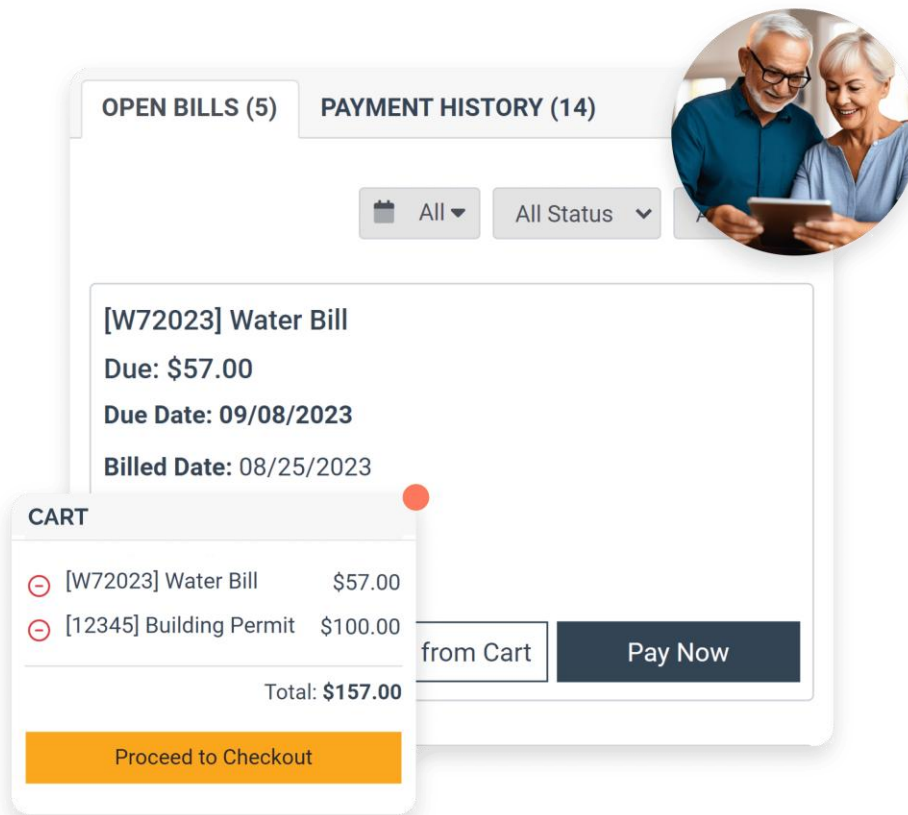 OPEN BILLS (5)
PAYMENT HISTORY (14)
All
All Status
[W72023] Water Bill
Due: $57.00
Due Date: 09/08/2023
Billed Date: 08/25/2023
from Cart
Pay Now
CART
[W72023] Water Bill $57.00
[12345] Building Permit $100.00
Total: $157.00
Proceed to Checkout